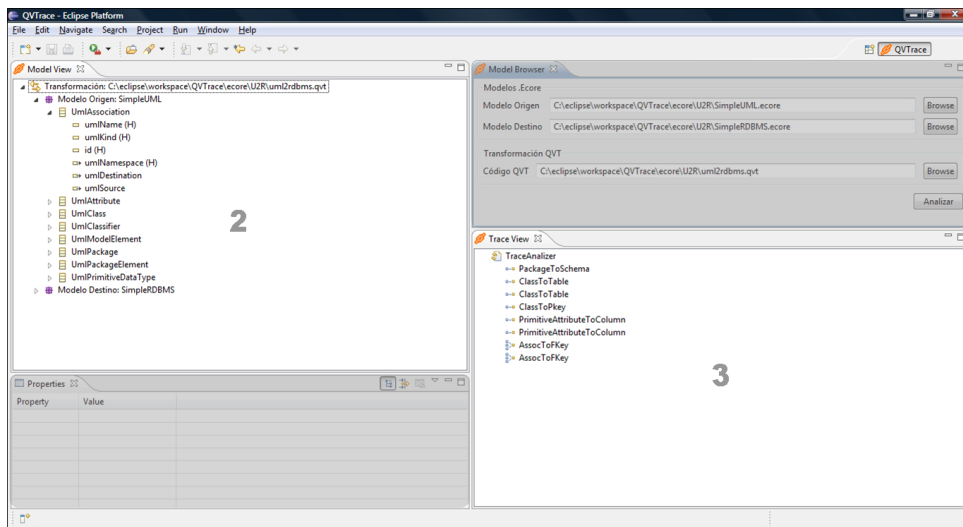 QVTrace - Eclipse Platform
File Edit Navigate Search Project Run Window Help
QVTrace
Model View
Transformación: C:\eclipse\workspace\QVTrace\ecore\U2R\uml2rdbms.qvt
Modelo Origen: SimpleUML
UmlAssociation
umlName (H)
umlKind (H)
id (H)
umlNamespace (H)
umlDestination
umlSource
UmlAttribute
UmlClass
UmlClassifier
UmlModelElement
UmlPackage
UmlPackageElement
UmlPrimitiveDataType
Modelo Destino: SimpleRDBMS
2
Properties
Property Value
Model Browser
Modelos .Ecore
Modelo Origen C:\eclipse\workspace\QVTrace\ecore\U2R\SimpleUML.ecore Browse
Modelo Destino C:\eclipse\workspace\QVTrace\ecore\U2R\SimpleRDBMS.ecore Browse
Transformación QVT
Código QVT C:\eclipse\workspace\QVTrace\ecore\U2R\uml2rdbms.qvt Browse
Analizar
Trace View
TraceAnalizer
PackageToSchema
ClassToTable
ClassToTable
ClassToPkey
PrimitiveAttributeToColumn
PrimitiveAttributeToColumn
AssocToFKey
AssocToFKey
3